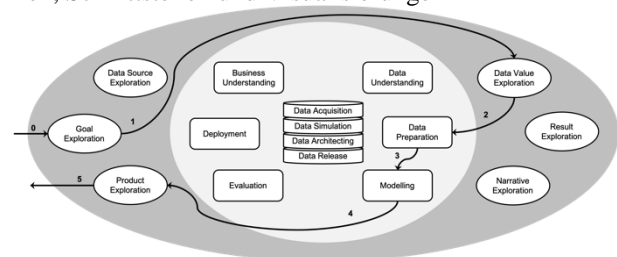 Data Source
Exploration
Business
Understanding
Data
Understanding
Data Value
Exploration
0
Goal
Exploration
1
Deployment
Data Acquisition
Data Simulation
Data Architecting
Data Release
Data
Preparation
2
Result
Exploration
3
5
Product
Exploration
Evaluation
Modelling
Narrative
Exploration
4